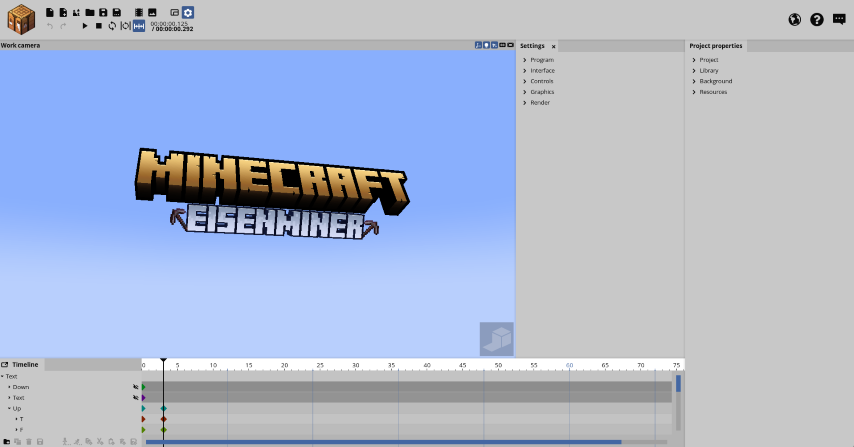 00:00:00.125
/ 00:00:00.292
Work camera
Settings x
Project properties
Program
Interface
Controls
Graphics
Render
Project
Library
Background
Resources
MINECRAFT
EISENMINER
Timeline
0 5 10 15 20 25 30 35 40 45 50 55 60 65 70 75
Text
Down
Text
Up
T
F